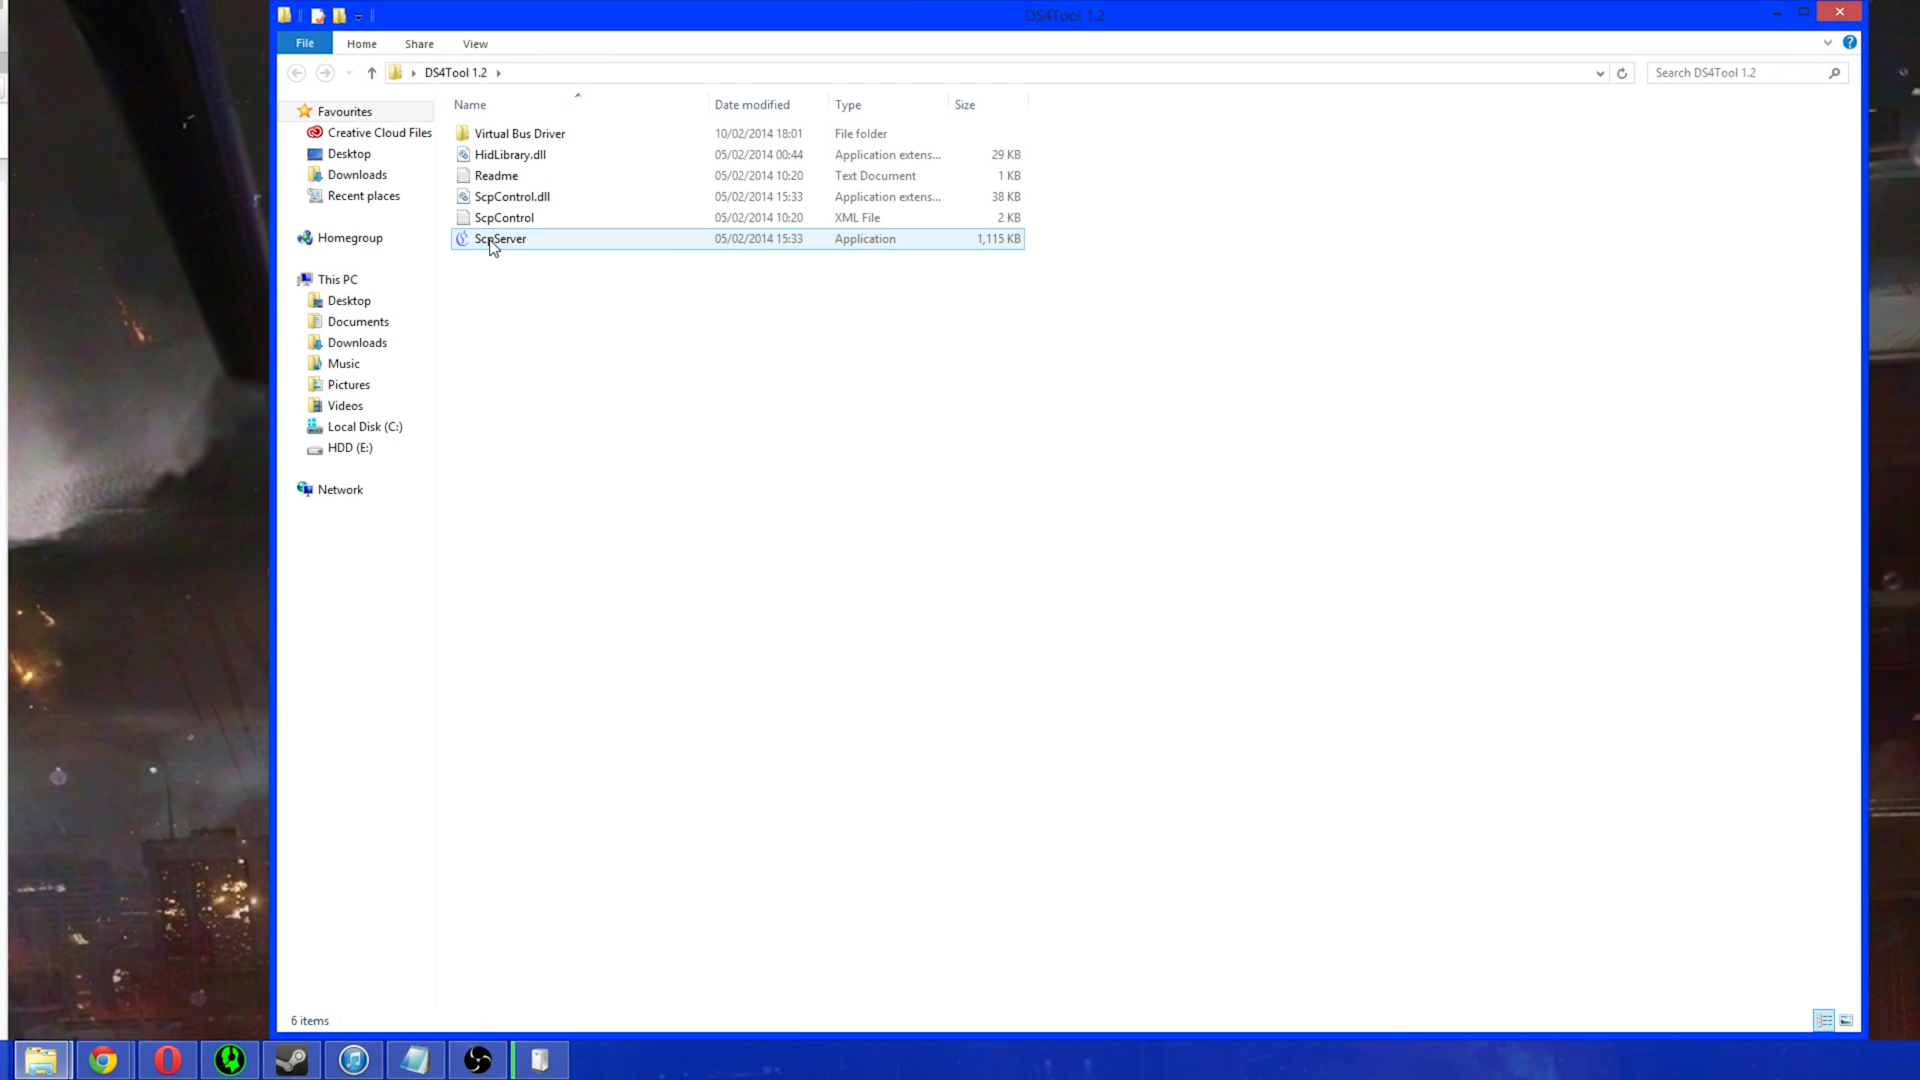 DS4Tool 1.2
File Home Share View
DS4Tool 1.2
Search DS4Tool 1.2
Name Date modified Type Size
Favourites
Creative Cloud Files
Desktop
Downloads
Recent places
Homegroup
This PC
Desktop
Documents
Downloads
Music
Pictures
Videos
Local Disk (C:)
HDD (E:)
Network
Virtual Bus Driver 10/02/2014 18:01 File folder
HidLibrary.dll 05/02/2014 00:44 Application extens... 29 KB
Readme 05/02/2014 10:20 Text Document 1 KB
ScpControl.dll 05/02/2014 15:33 Application extens... 38 KB
ScpControl 05/02/2014 10:20 XML File 2 KB
ScpServer 05/02/2014 15:33 Application 1,115 KB
6 items